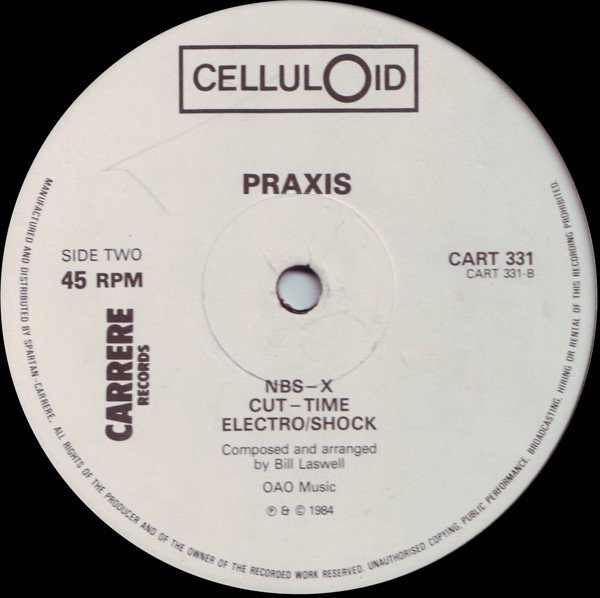 CELLULOID
PRAXIS
SIDE TWO
45 RPM
CART 331
CART 331-B
CARRERE
RECORDS
NBS–X
CUT–TIME
ELECTRO/SHOCK
Composed and arranged
by Bill Laswell
OAO Music
℗ & © 1984
MANUFACTURED AND DISTRIBUTED BY SPARTAN-CARRERE. ALL RIGHTS OF THE PRODUCER AND OF THE OWNER OF THE RECORDED WORK RESERVED. UNAUTHORISED COPYING, PUBLIC PERFORMANCE, BROADCASTING, HIRING OR RENTAL OF THIS RECORDING PROHIBITED.